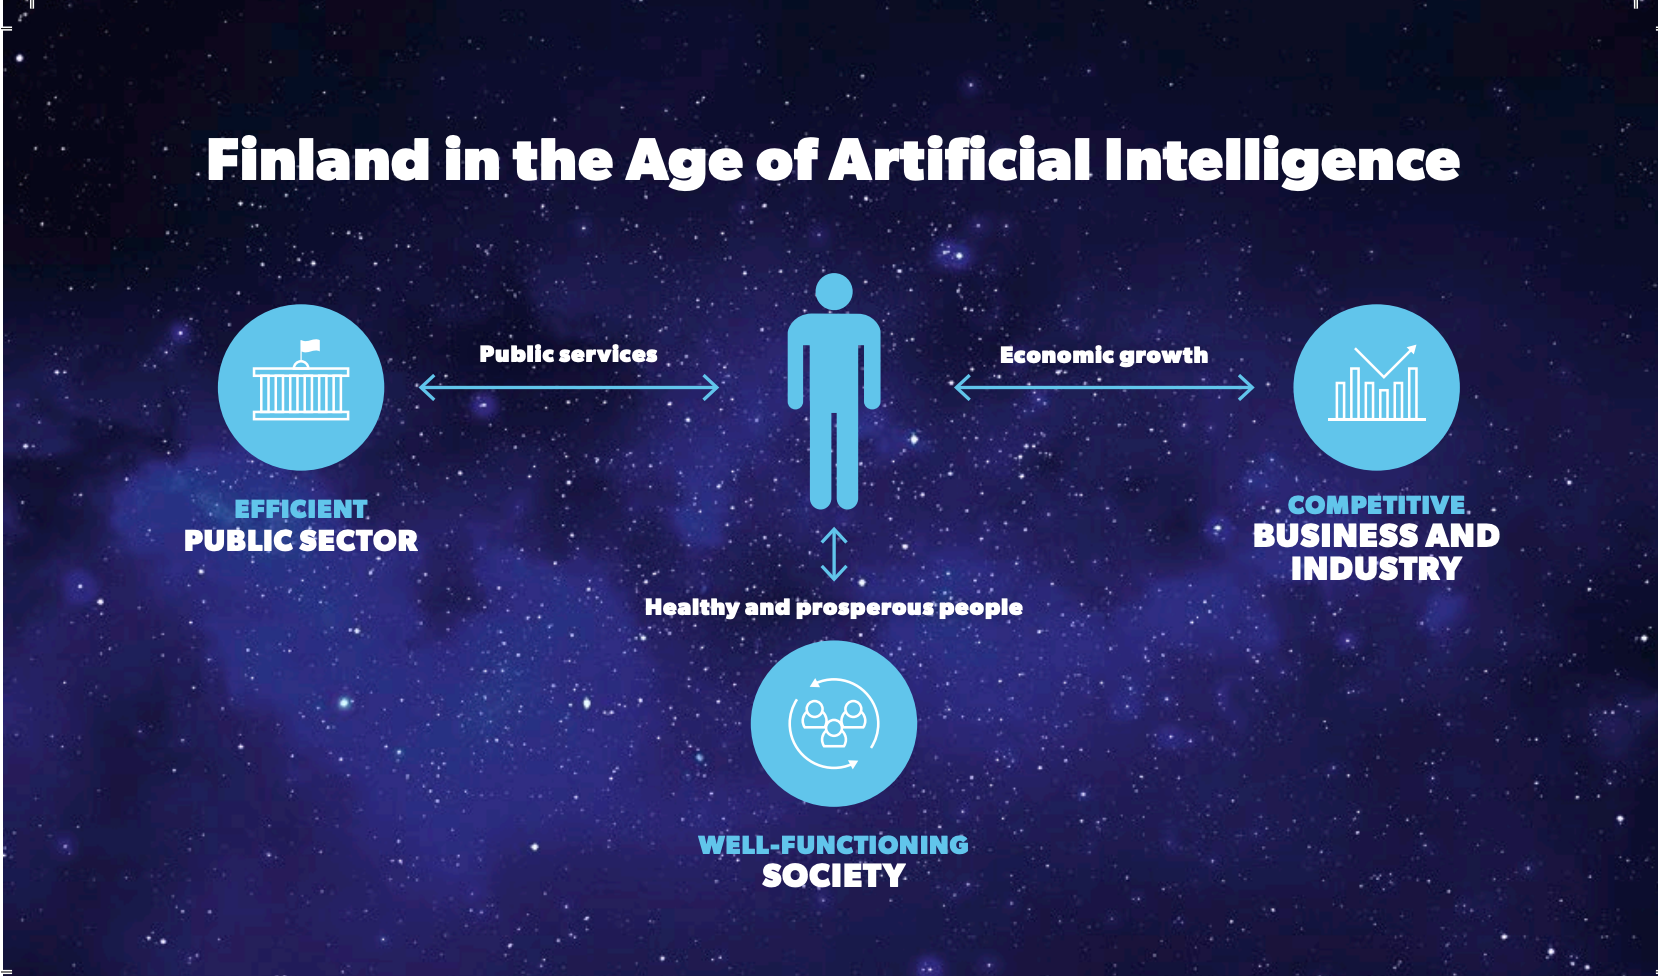 Finland in the Age of Artificial Intelligence
Public services
Economic growth
EFFICIENT
PUBLIC SECTOR
COMPETITIVE
BUSINESS AND
INDUSTRY
Healthy and prosperous people
WELL-FUNCTIONING
SOCIETY